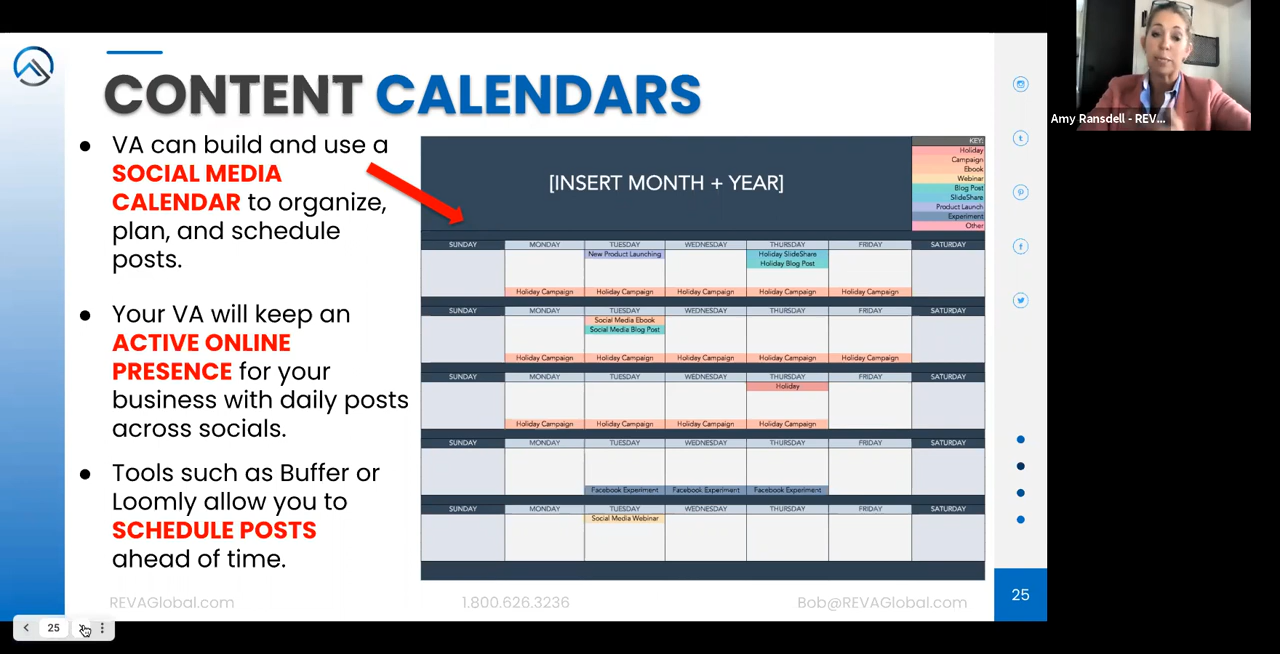 CONTENT CALENDARS
Amy Ransdell - REV...
● VA can build and use a
SOCIAL MEDIA
CALENDAR to organize,
plan, and schedule
posts.
● Your VA will keep an
ACTIVE ONLINE
PRESENCE for your
business with daily posts
across socials.
● Tools such as Buffer or
Loomly allow you to
SCHEDULE POSTS
ahead of time.
[INSERT MONTH + YEAR]
KEY:
Holiday
Campaign
Ebook
Webinar
Blog Post
SlideShare
Product Launch
Experiment
Other
SUNDAY MONDAY TUESDAY WEDNESDAY THURSDAY FRIDAY SATURDAY
New Product Launching Holiday SlideShare
Holiday Blog Post
Holiday Campaign Holiday Campaign Holiday Campaign Holiday Campaign Holiday Campaign
SUNDAY MONDAY TUESDAY WEDNESDAY THURSDAY FRIDAY SATURDAY
Social Media Ebook
Social Media Blog Post
Holiday Campaign Holiday Campaign Holiday Campaign Holiday Campaign Holiday Campaign
SUNDAY MONDAY TUESDAY WEDNESDAY THURSDAY FRIDAY SATURDAY
Holiday
Holiday Campaign Holiday Campaign Holiday Campaign Holiday Campaign
SUNDAY MONDAY TUESDAY WEDNESDAY THURSDAY FRIDAY SATURDAY
Facebook Experiment Facebook Experiment Facebook Experiment
SUNDAY MONDAY TUESDAY WEDNESDAY THURSDAY FRIDAY SATURDAY
Social Media Webinar
REVAGlobal.com 1.800.626.3236 Bob@REVAGlobal.com 25
25